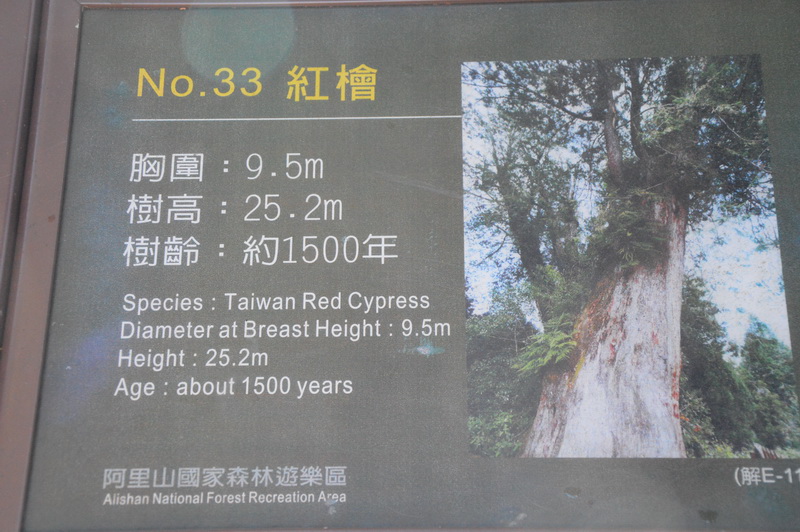 No.33 紅檜
胸圍：9.5m
樹高：25.2m
樹齡：約1500年
Species : Taiwan Red Cypress
Diameter at Breast Height : 9.5m
Height : 25.2m
Age : about 1500 years
阿里山國家森林遊樂區
Alishan National Forest Recreation Area
(解E-11